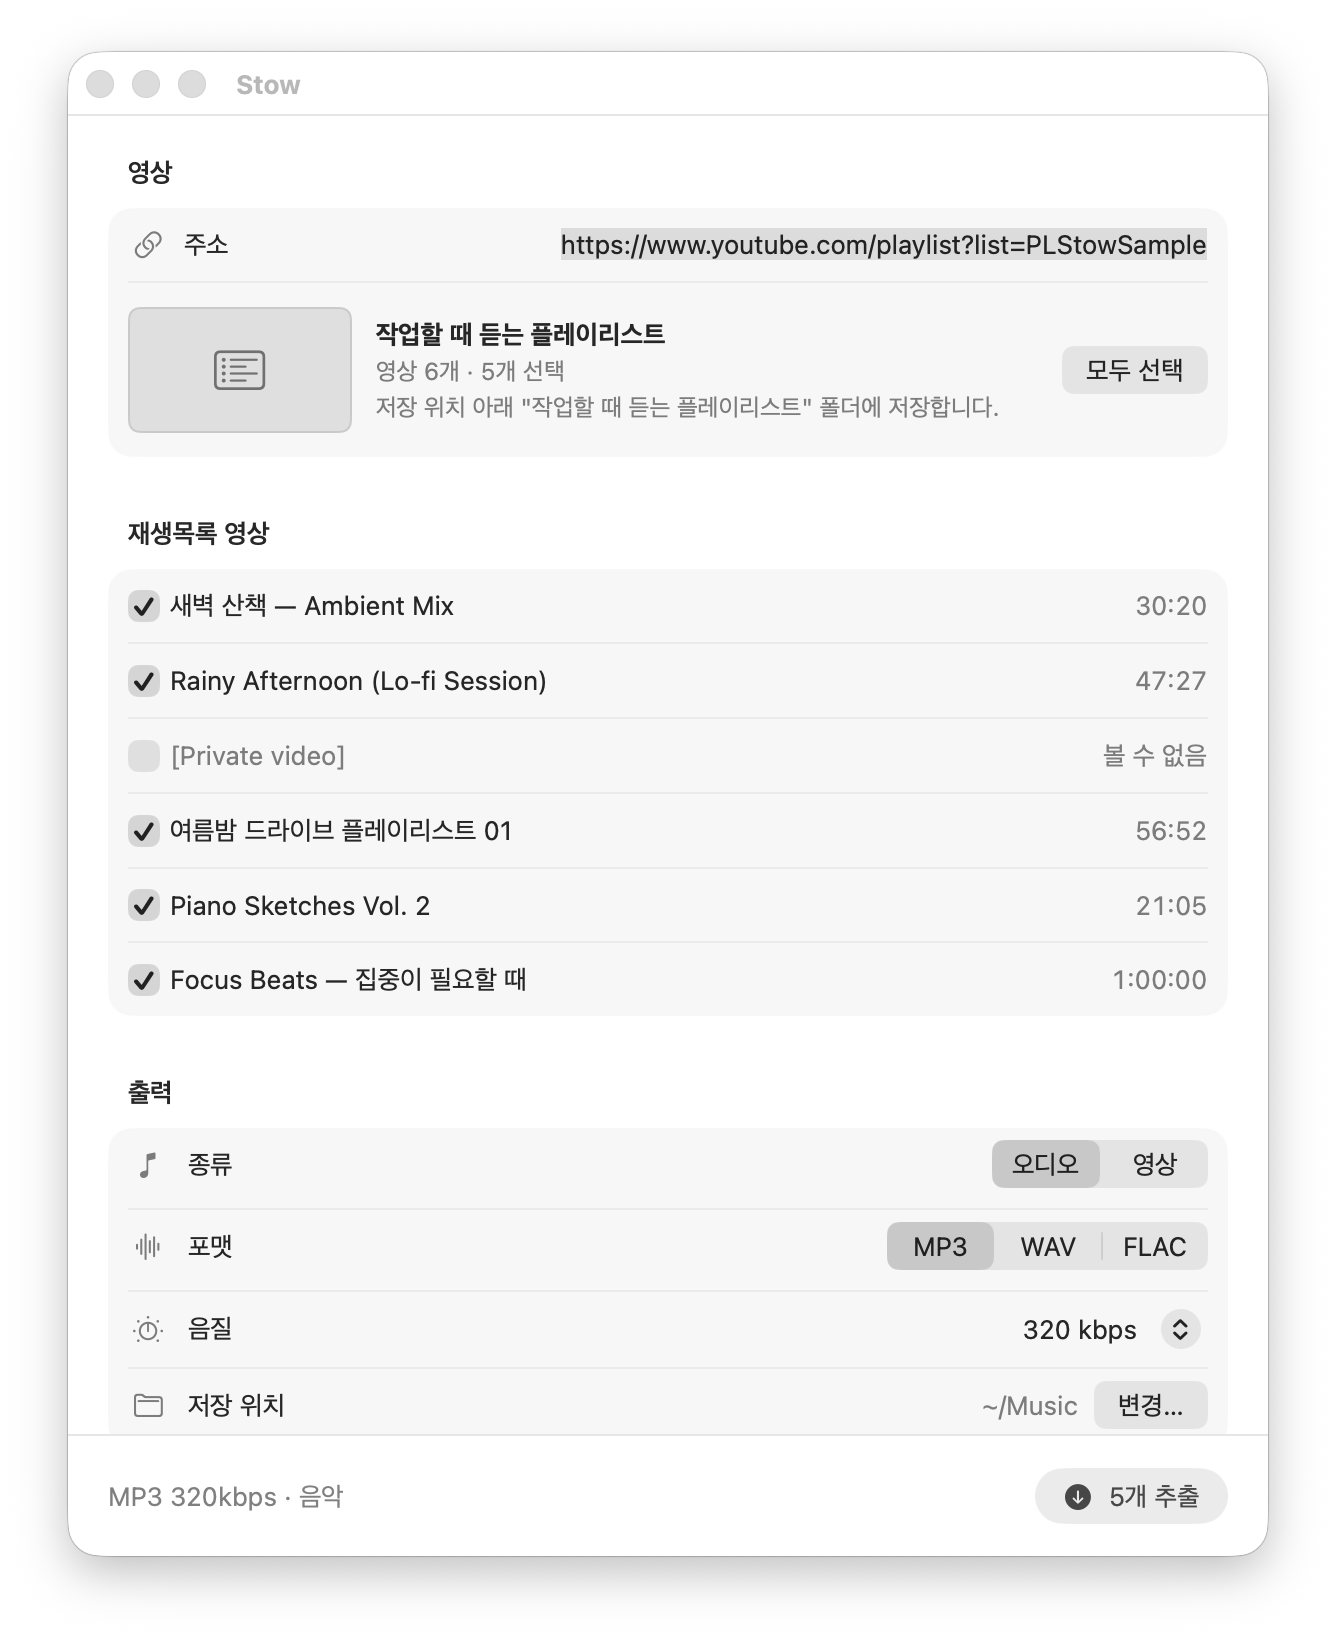 Stow
영상
주소 https://www.youtube.com/playlist?list=PLStowSample
작업할 때 듣는 플레이리스트
영상 6개 · 5개 선택
모두 선택
저장 위치 아래 "작업할 때 듣는 플레이리스트" 폴더에 저장합니다.
재생목록 영상
새벽 산책 — Ambient Mix 30:20
Rainy Afternoon (Lo-fi Session) 47:27
[Private video] 볼 수 없음
여름밤 드라이브 플레이리스트 01 56:52
Piano Sketches Vol. 2 21:05
Focus Beats — 집중이 필요할 때 1:00:00
출력
종류 오디오 영상
포맷 MP3 WAV FLAC
음질 320 kbps
저장 위치 ~/Music 변경...
MP3 320kbps · 음악 5개 추출